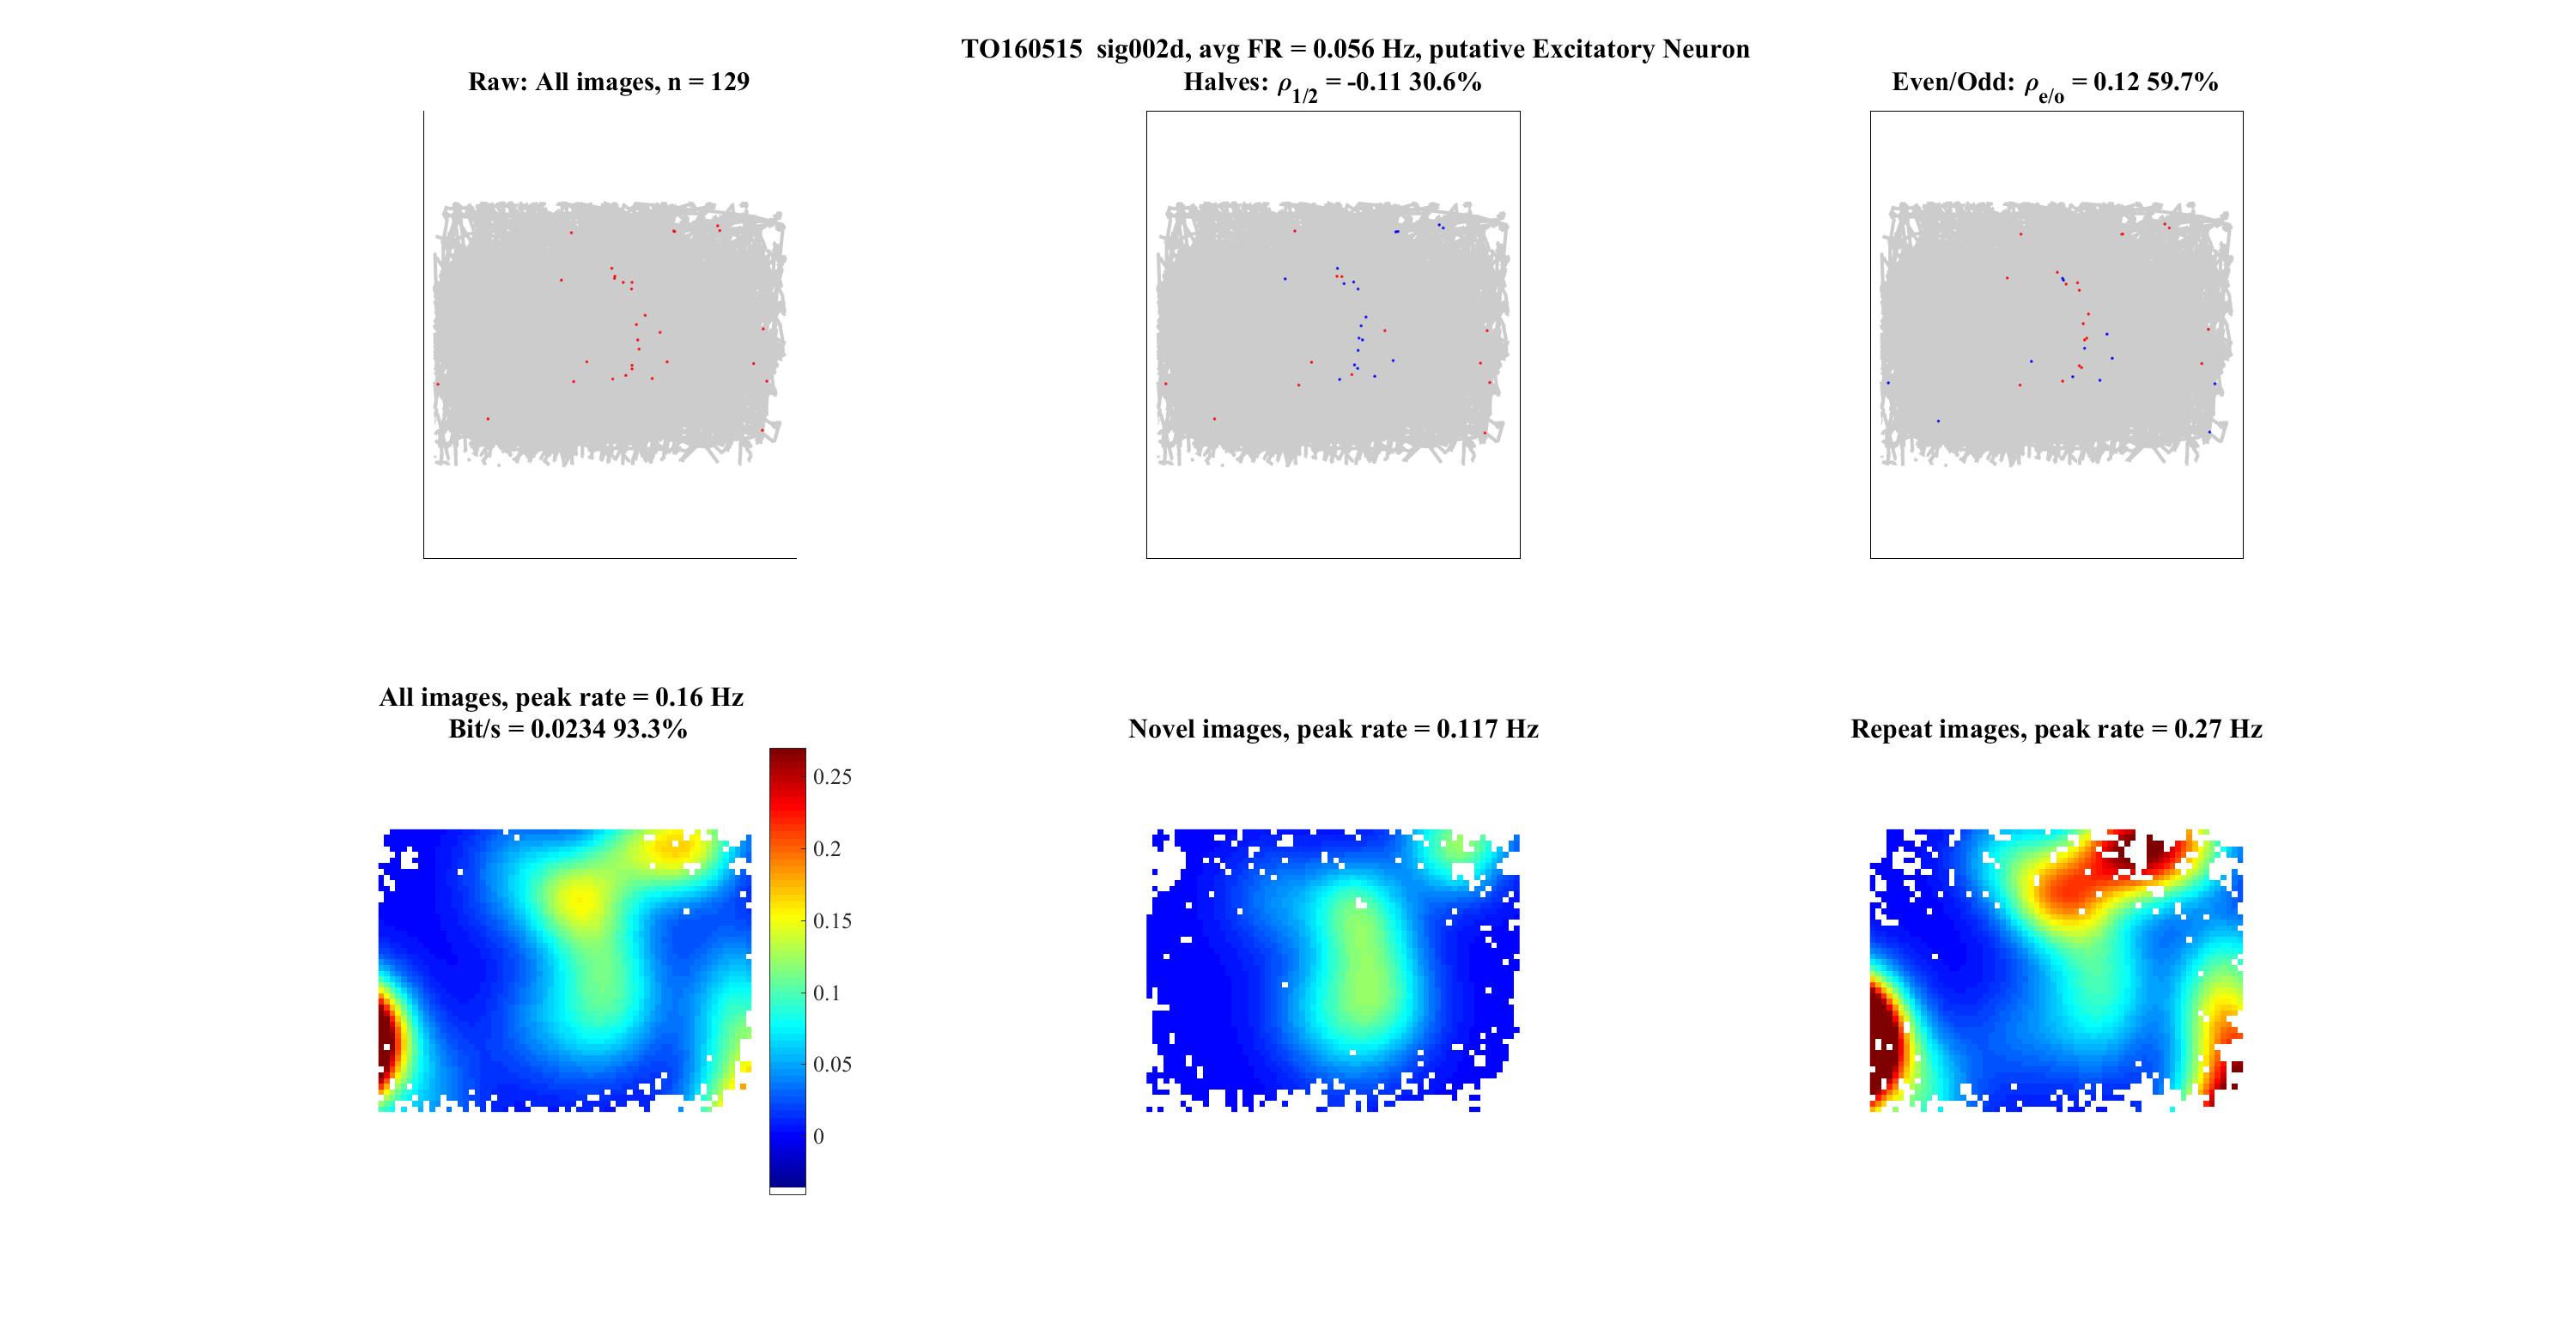 TO160515  sig002d, avg FR = 0.056 Hz, putative Excitatory Neuron
Raw: All images, n = 129
Halves: ρ1/2 = -0.11 30.6%
Even/Odd: ρe/o = 0.12 59.7%
All images, peak rate = 0.16 Hz
Bit/s = 0.0234 93.3%
Novel images, peak rate = 0.117 Hz
Repeat images, peak rate = 0.27 Hz
0.25
0.2
0.15
0.1
0.05
0